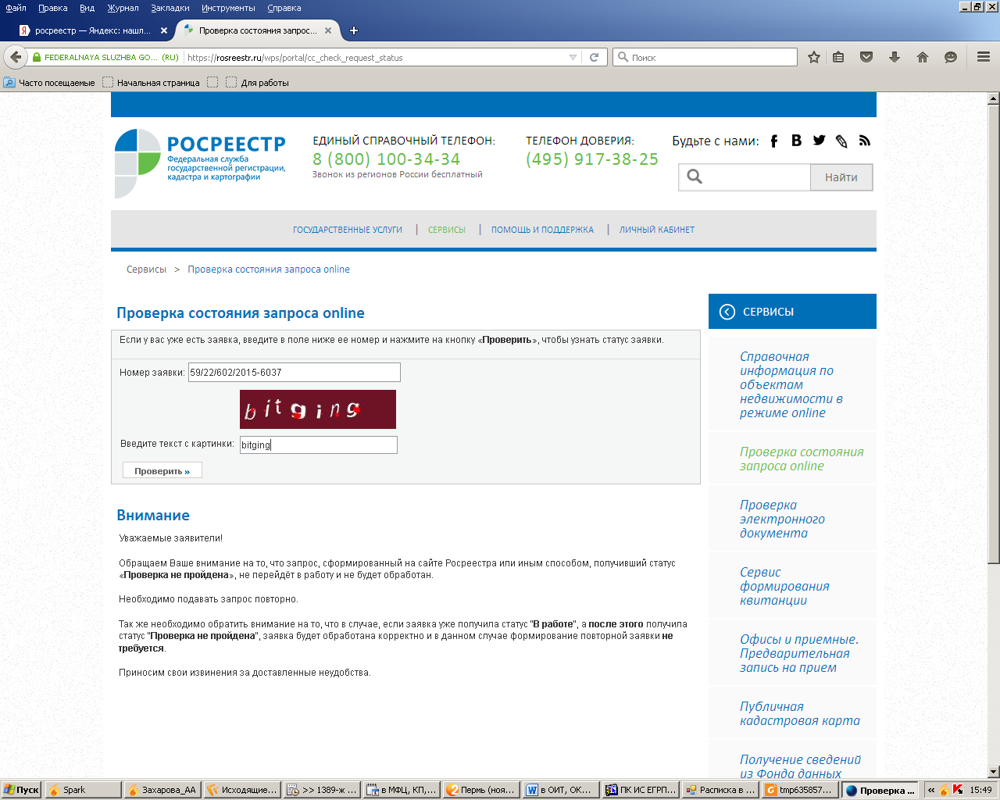 Файл Правка Вид Журнал Закладки Инструменты Справка
росреестр — Яндекс: нашл... Проверка состояния запрос...
FEDERALNAYA SLUZHBA GO... (RU) https://rosreestr.ru/wps/portal/cc_check_request_status Поиск
Часто посещаемые Начальная страница Для работы
РОСРЕЕСТР
Федеральная служба
государственной регистрации,
кадастра и картографии
ЕДИНЫЙ СПРАВОЧНЫЙ ТЕЛЕФОН:
8 (800) 100-34-34
Звонок из регионов России бесплатный
ТЕЛЕФОН ДОВЕРИЯ:
(495) 917-38-25
Будьте с нами:
Найти
ГОСУДАРСТВЕННЫЕ УСЛУГИ | СЕРВИСЫ | ПОМОЩЬ И ПОДДЕРЖКА | ЛИЧНЫЙ КАБИНЕТ
Сервисы > Проверка состояния запроса online
Проверка состояния запроса online
Если у вас уже есть заявка, введите в поле ниже ее номер и нажмите на кнопку «Проверить», чтобы узнать статус заявки.
Номер заявки: 59/22/602/2015-6037
bitging
Введите текст с картинки: bitging
Проверить »
Внимание
Уважаемые заявители!
Обращаем Ваше внимание на то, что запрос, сформированный на сайте Росреестра или иным способом, получивший статус
«Проверка не пройдена», не перейдёт в работу и не будет обработан.
Необходимо подавать запрос повторно.
Так же необходимо обратить внимание на то, что в случае, если заявка уже получила статус "В работе", а после этого получила
статус "Проверка не пройдена", заявка будет обработана корректно и в данном случае формирование повторной заявки не
требуется.
Приносим свои извинения за доставленные неудобства.
СЕРВИСЫ
Справочная
информация по
объектам
недвижимости в
режиме online
Проверка состояния
запроса online
Проверка
электронного
документа
Сервис
формирования
квитанции
Офисы и приемные.
Предварительная
запись на прием
Публичная
кадастровая карта
Получение сведений
из Фонда данных
Пуск Spark Захарова_АА Исходящие... >> 1389-ж ... в МФЦ, КП,... Пермь (ноя... в ОИТ, ОК... ПК ИС ЕГРП... Расписка в ... tmp635857... Проверка ... « 15:49